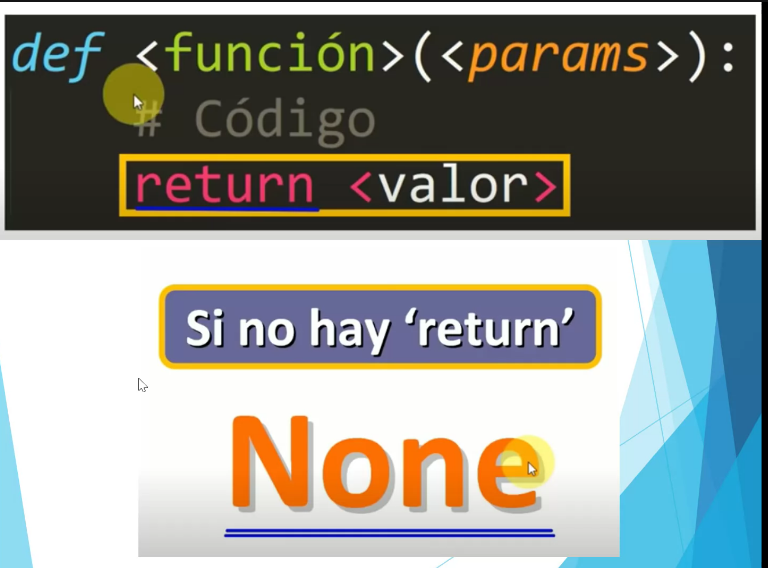 def <función>(<params>):
# Código
return <valor>
Si no hay ‘return’
None